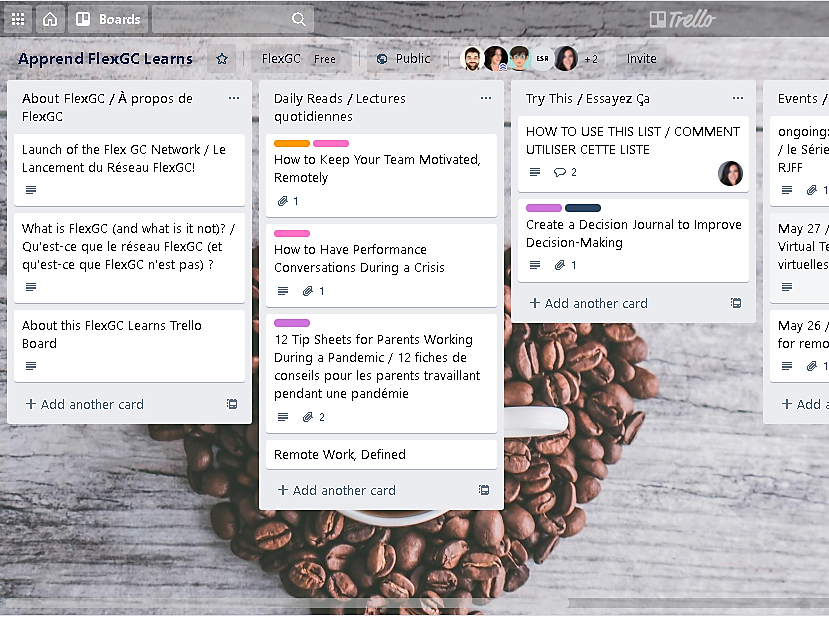 Boards
Trello
Apprend FlexGC Learns
FlexGC
Free
Public
ESR
+2
Invite
About FlexGC / À propos de
FlexGC
Launch of the Flex GC Network / Le
Lancement du Réseau FlexGC!
What is FlexGC (and what is it not)? /
Qu'est-ce que le réseau FlexGC (et
qu'est-ce que FlexGC n'est pas) ?
About this FlexGC Learns Trello
Board
+ Add another card
Daily Reads / Lectures
quotidiennes
How to Keep Your Team Motivated,
Remotely
1
How to Have Performance
Conversations During a Crisis
1
12 Tip Sheets for Parents Working
During a Pandemic / 12 fiches de
conseils pour les parents travaillant
pendant une pandémie
2
Remote Work, Defined
+ Add another card
Try This / Essayez Ça
HOW TO USE THIS LIST / COMMENT
UTILISER CETTE LISTE
2
Create a Decision Journal to Improve
Decision-Making
1
+ Add another card
Events /
ongoing:
/ le Série
RJFF
1
May 27 /
Virtual Te
virtuelles
May 26 /
for remo
1
+ Add a